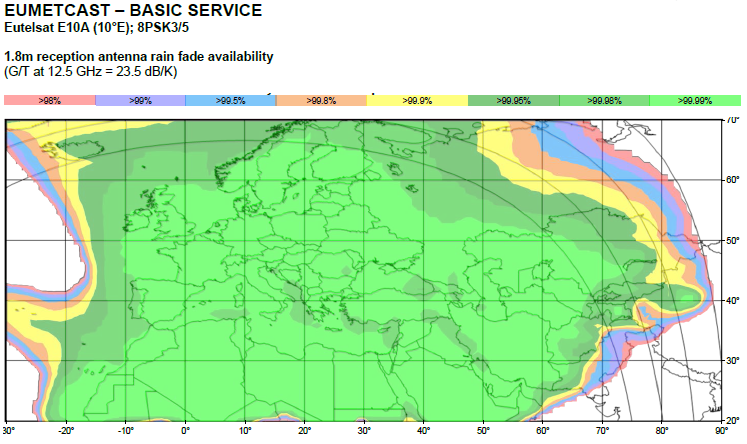 EUMETCAST – BASIC SERVICE
Eutelsat E10A (10°E); 8PSK3/5
1.8m reception antenna rain fade availability
(G/T at 12.5 GHz = 23.5 dB/K)
>98% >99% >99.5% >99.8% >99.9% >99.95% >99.98% >99.99%
70°
60°
50°
40°
30°
20°
30° -20° -10° 0° 10° 20° 30° 40° 50° 60° 70° 80° 90°